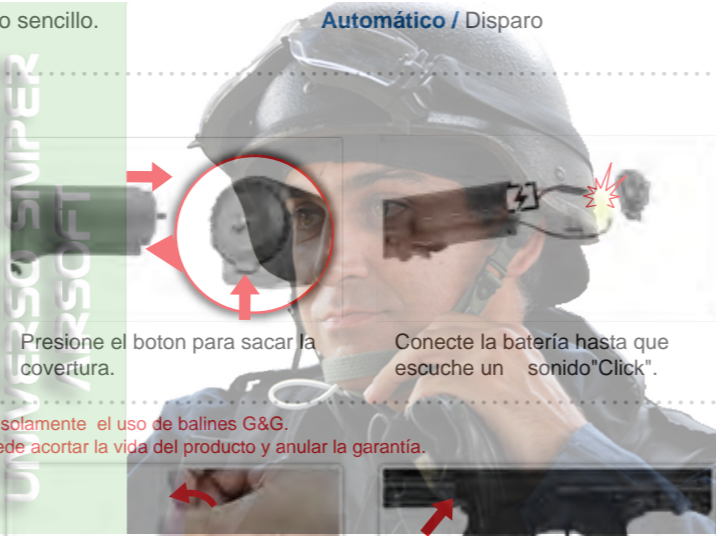 o sencillo.
Automático / Disparo
UNIVERSO SNIPER
ARSOFT
Presione el boton para sacar la
covertura.
Conecte la batería hasta que
escuche un sonido"Click".
solamente el uso de balines G&G.
ede acortar la vida del producto y anular la garantía.